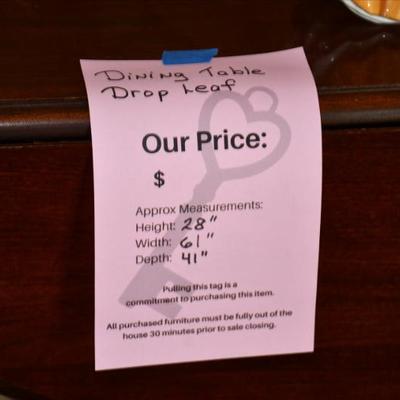 Dining Table
Drop Leaf
Our Price:
$
Approx Measurements:
Height: 28"
Width: 61"
Depth: 41"
Pulling this tag is a
commitment to purchasing this item.
All purchased furniture must be fully out of the
house 30 minutes prior to sale closing.